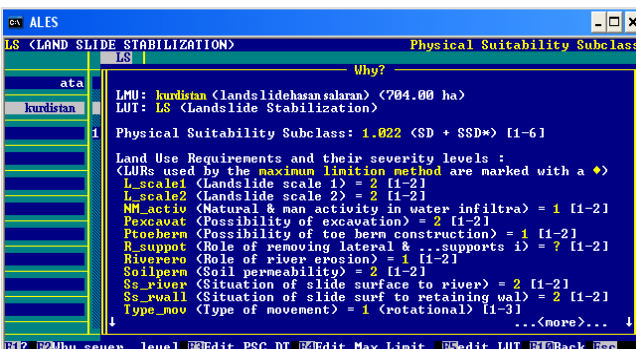 ALES
LS (LAND SLIDE STABILIZATION) Physical Suitability Subclass
LS
Why?
ata
LMU: kurdistan (landslidehasan salaran) (704.00 ha)
kurdistan
LUT: LS (Landslide Stabilization)
1 Physical Suitability Subclass: 1.022 (SD + SSD*) [1-6]
Land Use Requirements and their severity levels :
(LURs used by the maximum limition method are marked with a ♦)
L_scale1 (Landslide scale 1) = 2 [1-2]
L_scale2 (Landslide scale 2) = 2 [1-2]
NM_activ (Natural & man activity in water infiltra) = 1 [1-2]
Pexcavat (Possibility of excavation) = 2 [1-2]
Ptoeberm (Possibility of toe berm construction) = 1 [1-2]
R_suppot (Role of removing lateral & ...supports i) = ? [1-2]
Riverero (Role of river erosion) = 1 [1-2]
Soilperm (Soil permeability) = 2 [1-2]
Ss_river (Situation of slide surface to river) = 2 [1-2]
Ss_rwall (Situation of slide surf to retaining wal) = 2 [1-2]
Type_mov (Type of movement) = 1 (rotational) [1-3]
...<more>...
Edit PSC DT Edit Max Limit edit LUT Back Esc